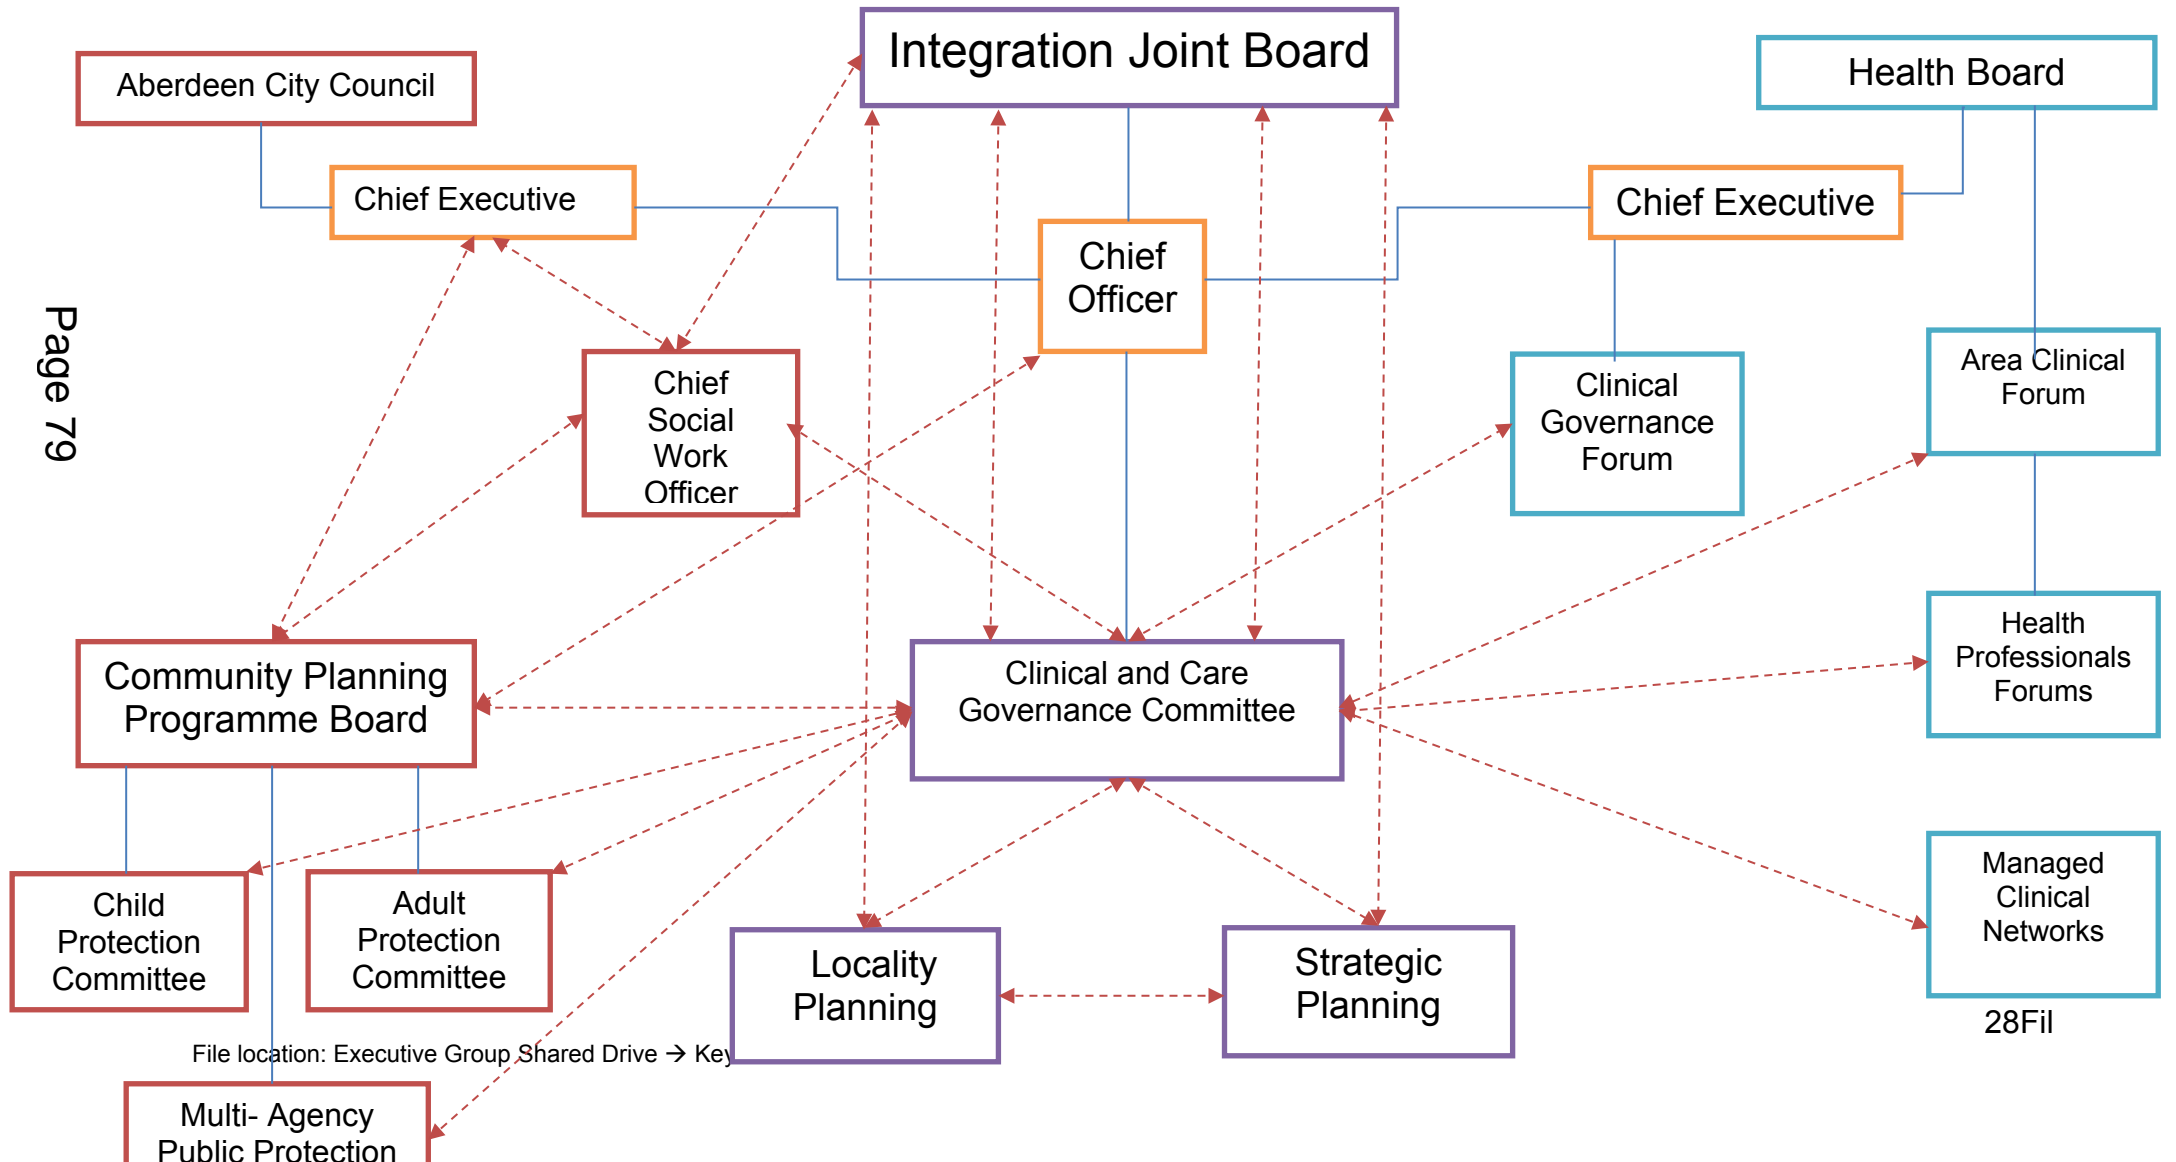 Integration Joint Board
Aberdeen City Council
Health Board
Chief Executive
Chief Executive
Chief
Officer
Page 79
Chief
Social
Work
Officer
Clinical
Governance
Forum
Area Clinical
Forum
Community Planning
Programme Board
Clinical and Care
Governance Committee
Health
Professionals
Forums
Child
Protection
Committee
Adult
Protection
Committee
Locality
Planning
Strategic
Planning
Managed
Clinical
Networks
28Fil
File location: Executive Group Shared Drive → Key
Multi- Agency
Public Protection